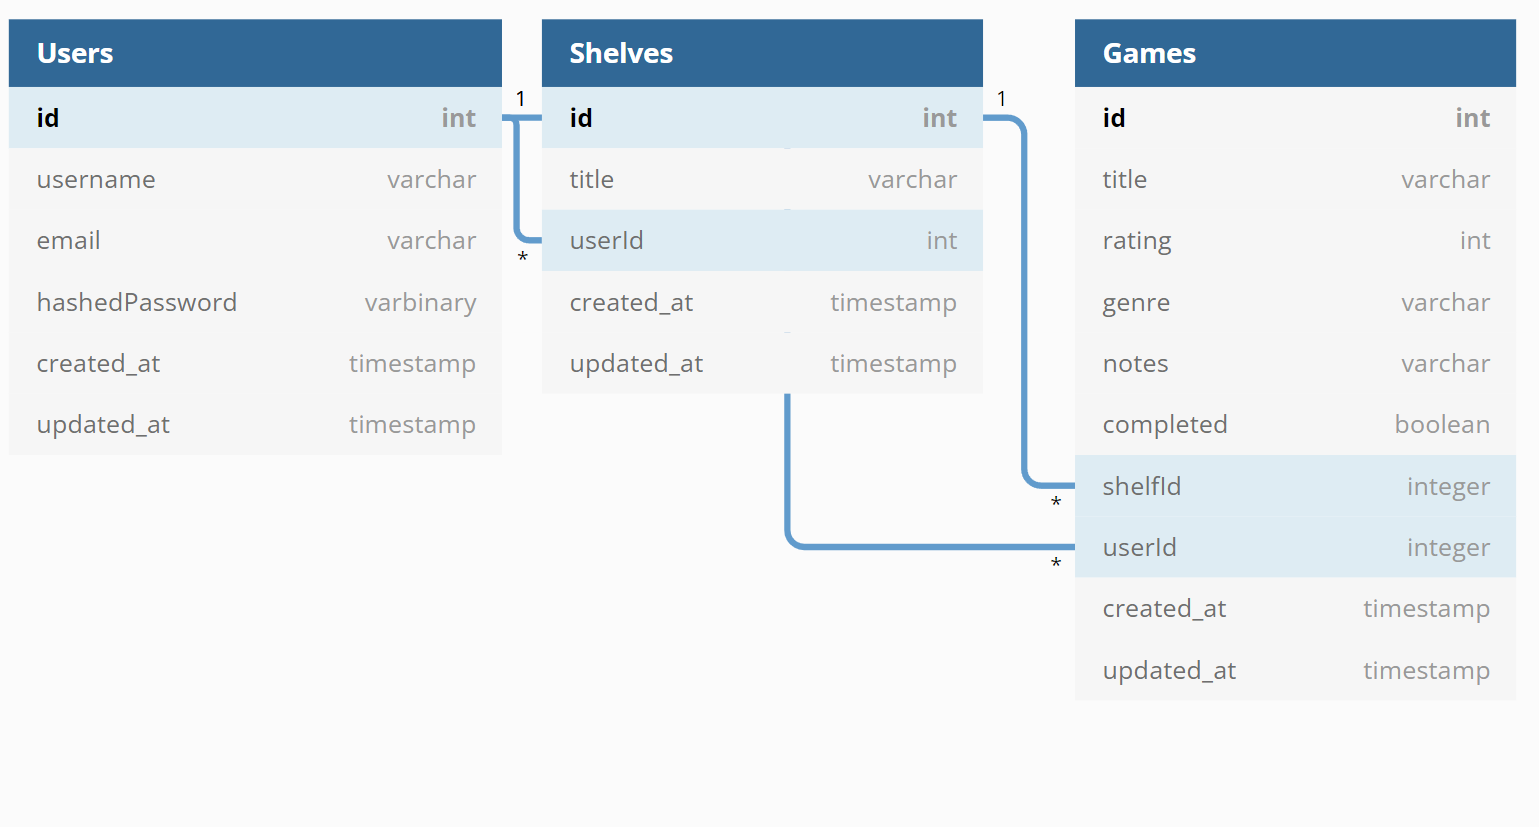 Users
id int
username varchar
email varchar
hashedPassword varbinary
created_at timestamp
updated_at timestamp
1
*
Shelves
id int
title varchar
userId int
created_at timestamp
updated_at timestamp
1
*
*
Games
id int
title varchar
rating int
genre varchar
notes varchar
completed boolean
shelfId integer
userId integer
created_at timestamp
updated_at timestamp